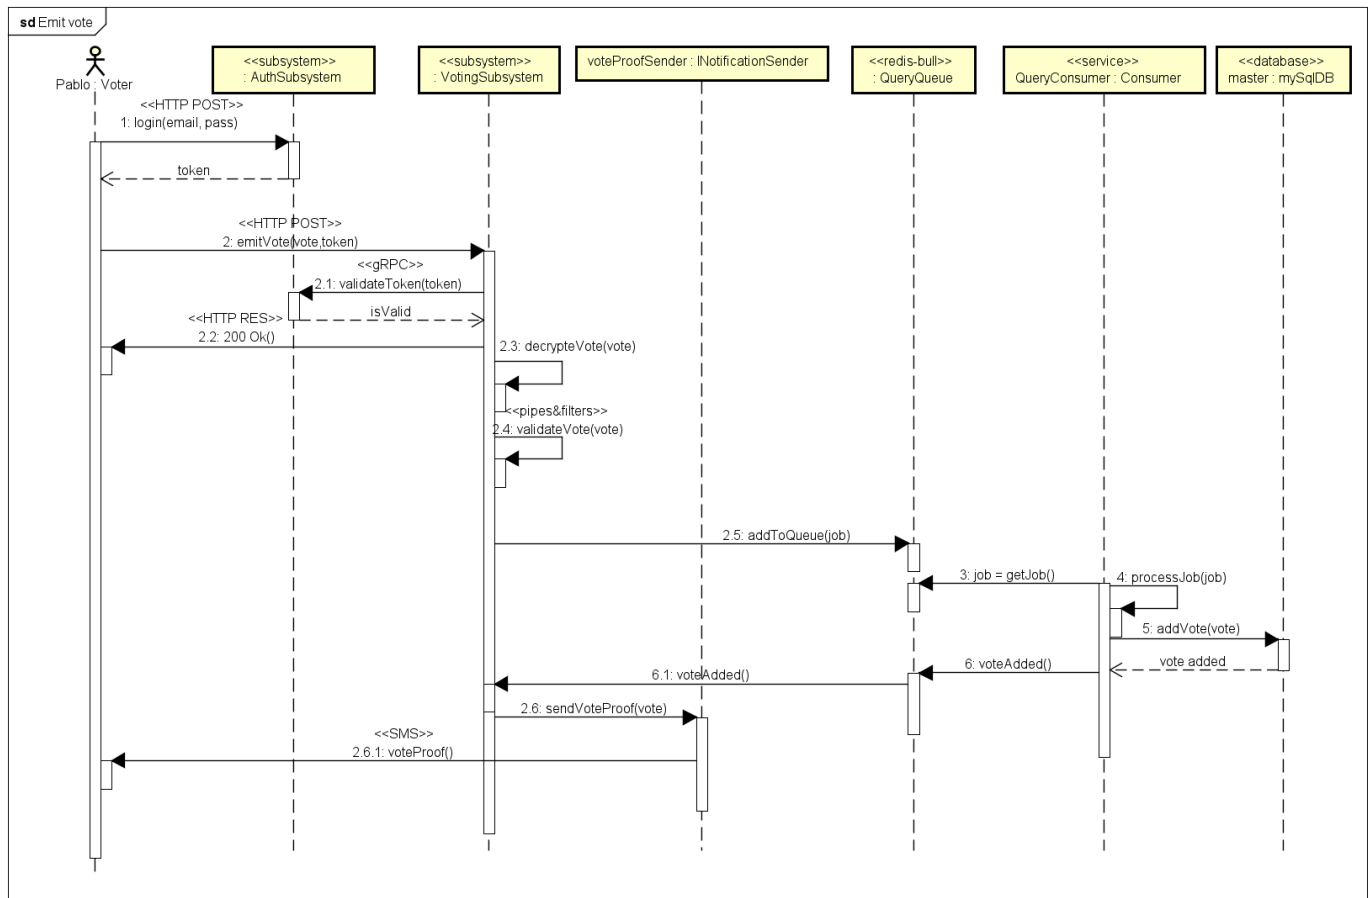 sd Emit vote
Pablo : Voter
<<subsystem>>
: AuthSubsystem
<<subsystem>>
: VotingSubsystem
voteProofSender : INotificationSender
<<redis-bull>>
: QueryQueue
<<service>>
QueryConsumer : Consumer
<<database>>
master : mySqlDB
<<HTTP POST>>
1: login(email, pass)
token
<<HTTP POST>>
2: emitVote(vote,token)
<<gRPC>>
2.1: validateToken(token)
isValid
<<HTTP RES>>
2.2: 200 Ok()
2.3: decrypteVote(vote)
<<pipes&filters>>
2.4: validateVote(vote)
2.5: addToQueue(job)
3: job = getJob()
4: processJob(job)
5: addVote(vote)
vote added
6: voteAdded()
6.1: voteAdded()
2.6: sendVoteProof(vote)
<<SMS>>
2.6.1: voteProof()